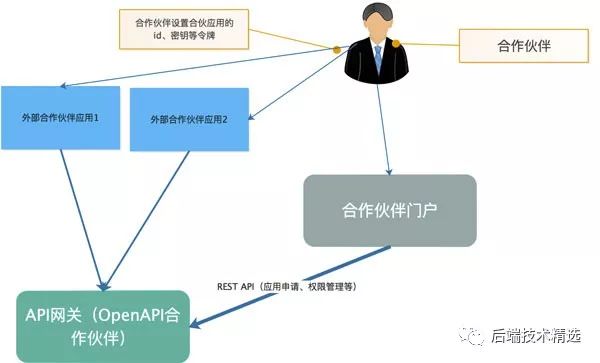 合作伙伴设置合伙应用的
id、密钥等令牌
合作伙伴
外部合作伙伴应用1
外部合作伙伴应用2
合作伙伴门户
REST API（应用申请、权限管理等）
API网关（OpenAPI合
作伙伴）
后端技术精选